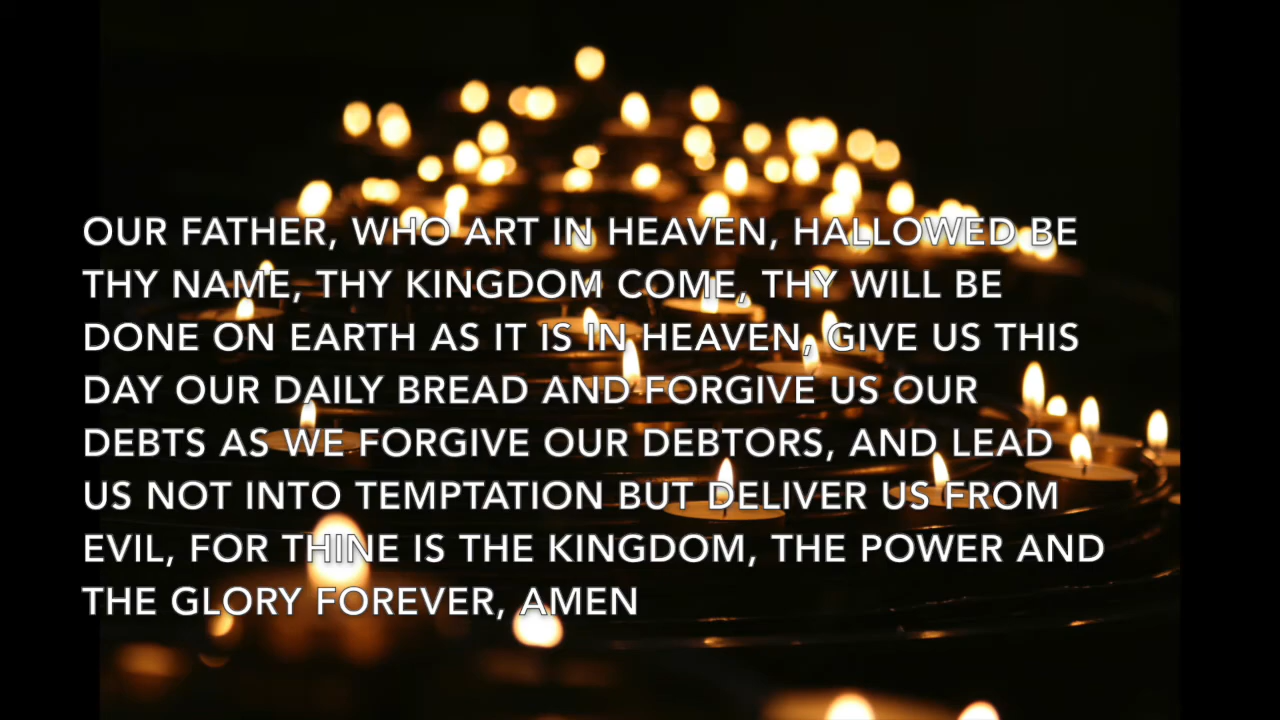 OUR FATHER, WHO ART IN HEAVEN, HALLOWED BE
THY NAME, THY KINGDOM COME, THY WILL BE
DONE ON EARTH AS IT IS IN HEAVEN, GIVE US THIS
DAY OUR DAILY BREAD AND FORGIVE US OUR
DEBTS AS WE FORGIVE OUR DEBTORS, AND LEAD
US NOT INTO TEMPTATION BUT DELIVER US FROM
EVIL, FOR THINE IS THE KINGDOM, THE POWER AND
THE GLORY FOREVER, AMEN